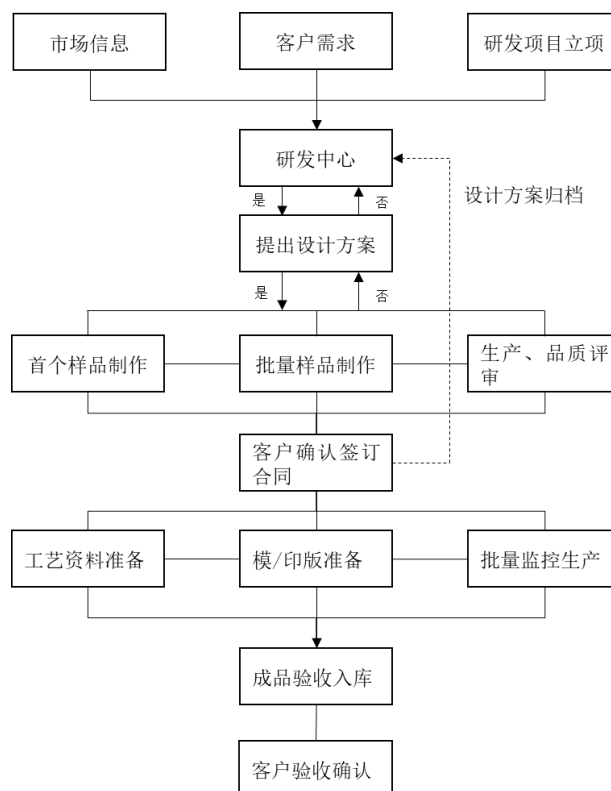 市场信息
客户需求
研发项目立项
研发中心
设计方案归档
是
否
提出设计方案
是
否
首个样品制作
批量样品制作
生产、品质评
审
客户确认签订
合同
工艺资料准备
模/印版准备
批量监控生产
成品验收入库
客户验收确认